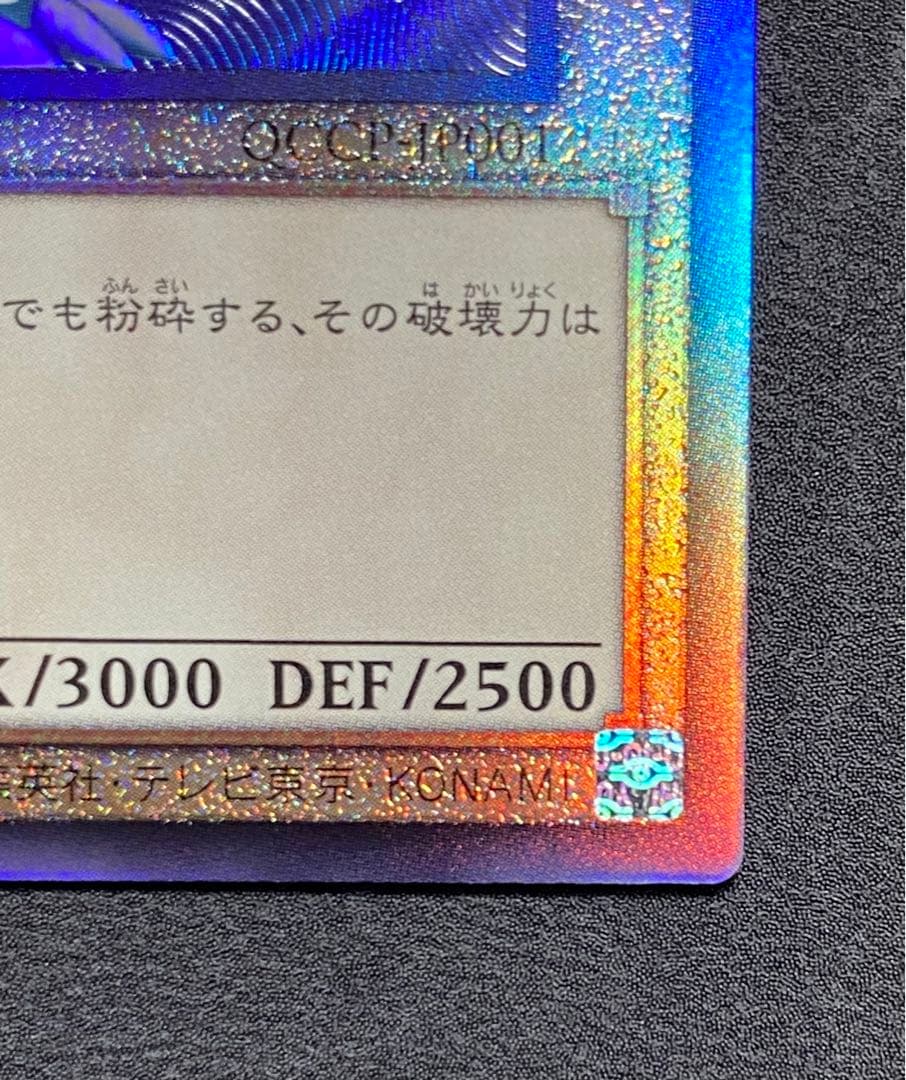 QCCP-JP001
ふん さい は かい りょく
でも粉砕する、その破壊力は
/3000 DEF/2500
英社・テレビ東京・KONAMI